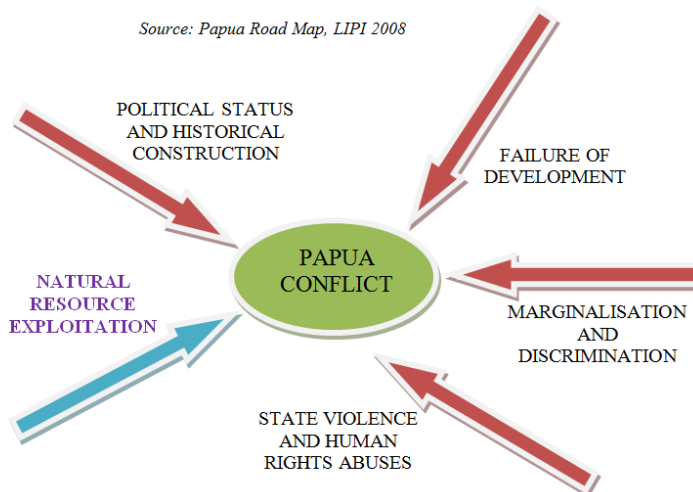 Source: Papua Road Map, LIPI 2008
POLITICAL STATUS
AND HISTORICAL
CONSTRUCTION
FAILURE OF
DEVELOPMENT
PAPUA
CONFLICT
NATURAL
RESOURCE
EXPLOITATION
MARGINALISATION
AND
DISCRIMINATION
STATE VIOLENCE
AND HUMAN
RIGHTS ABUSES